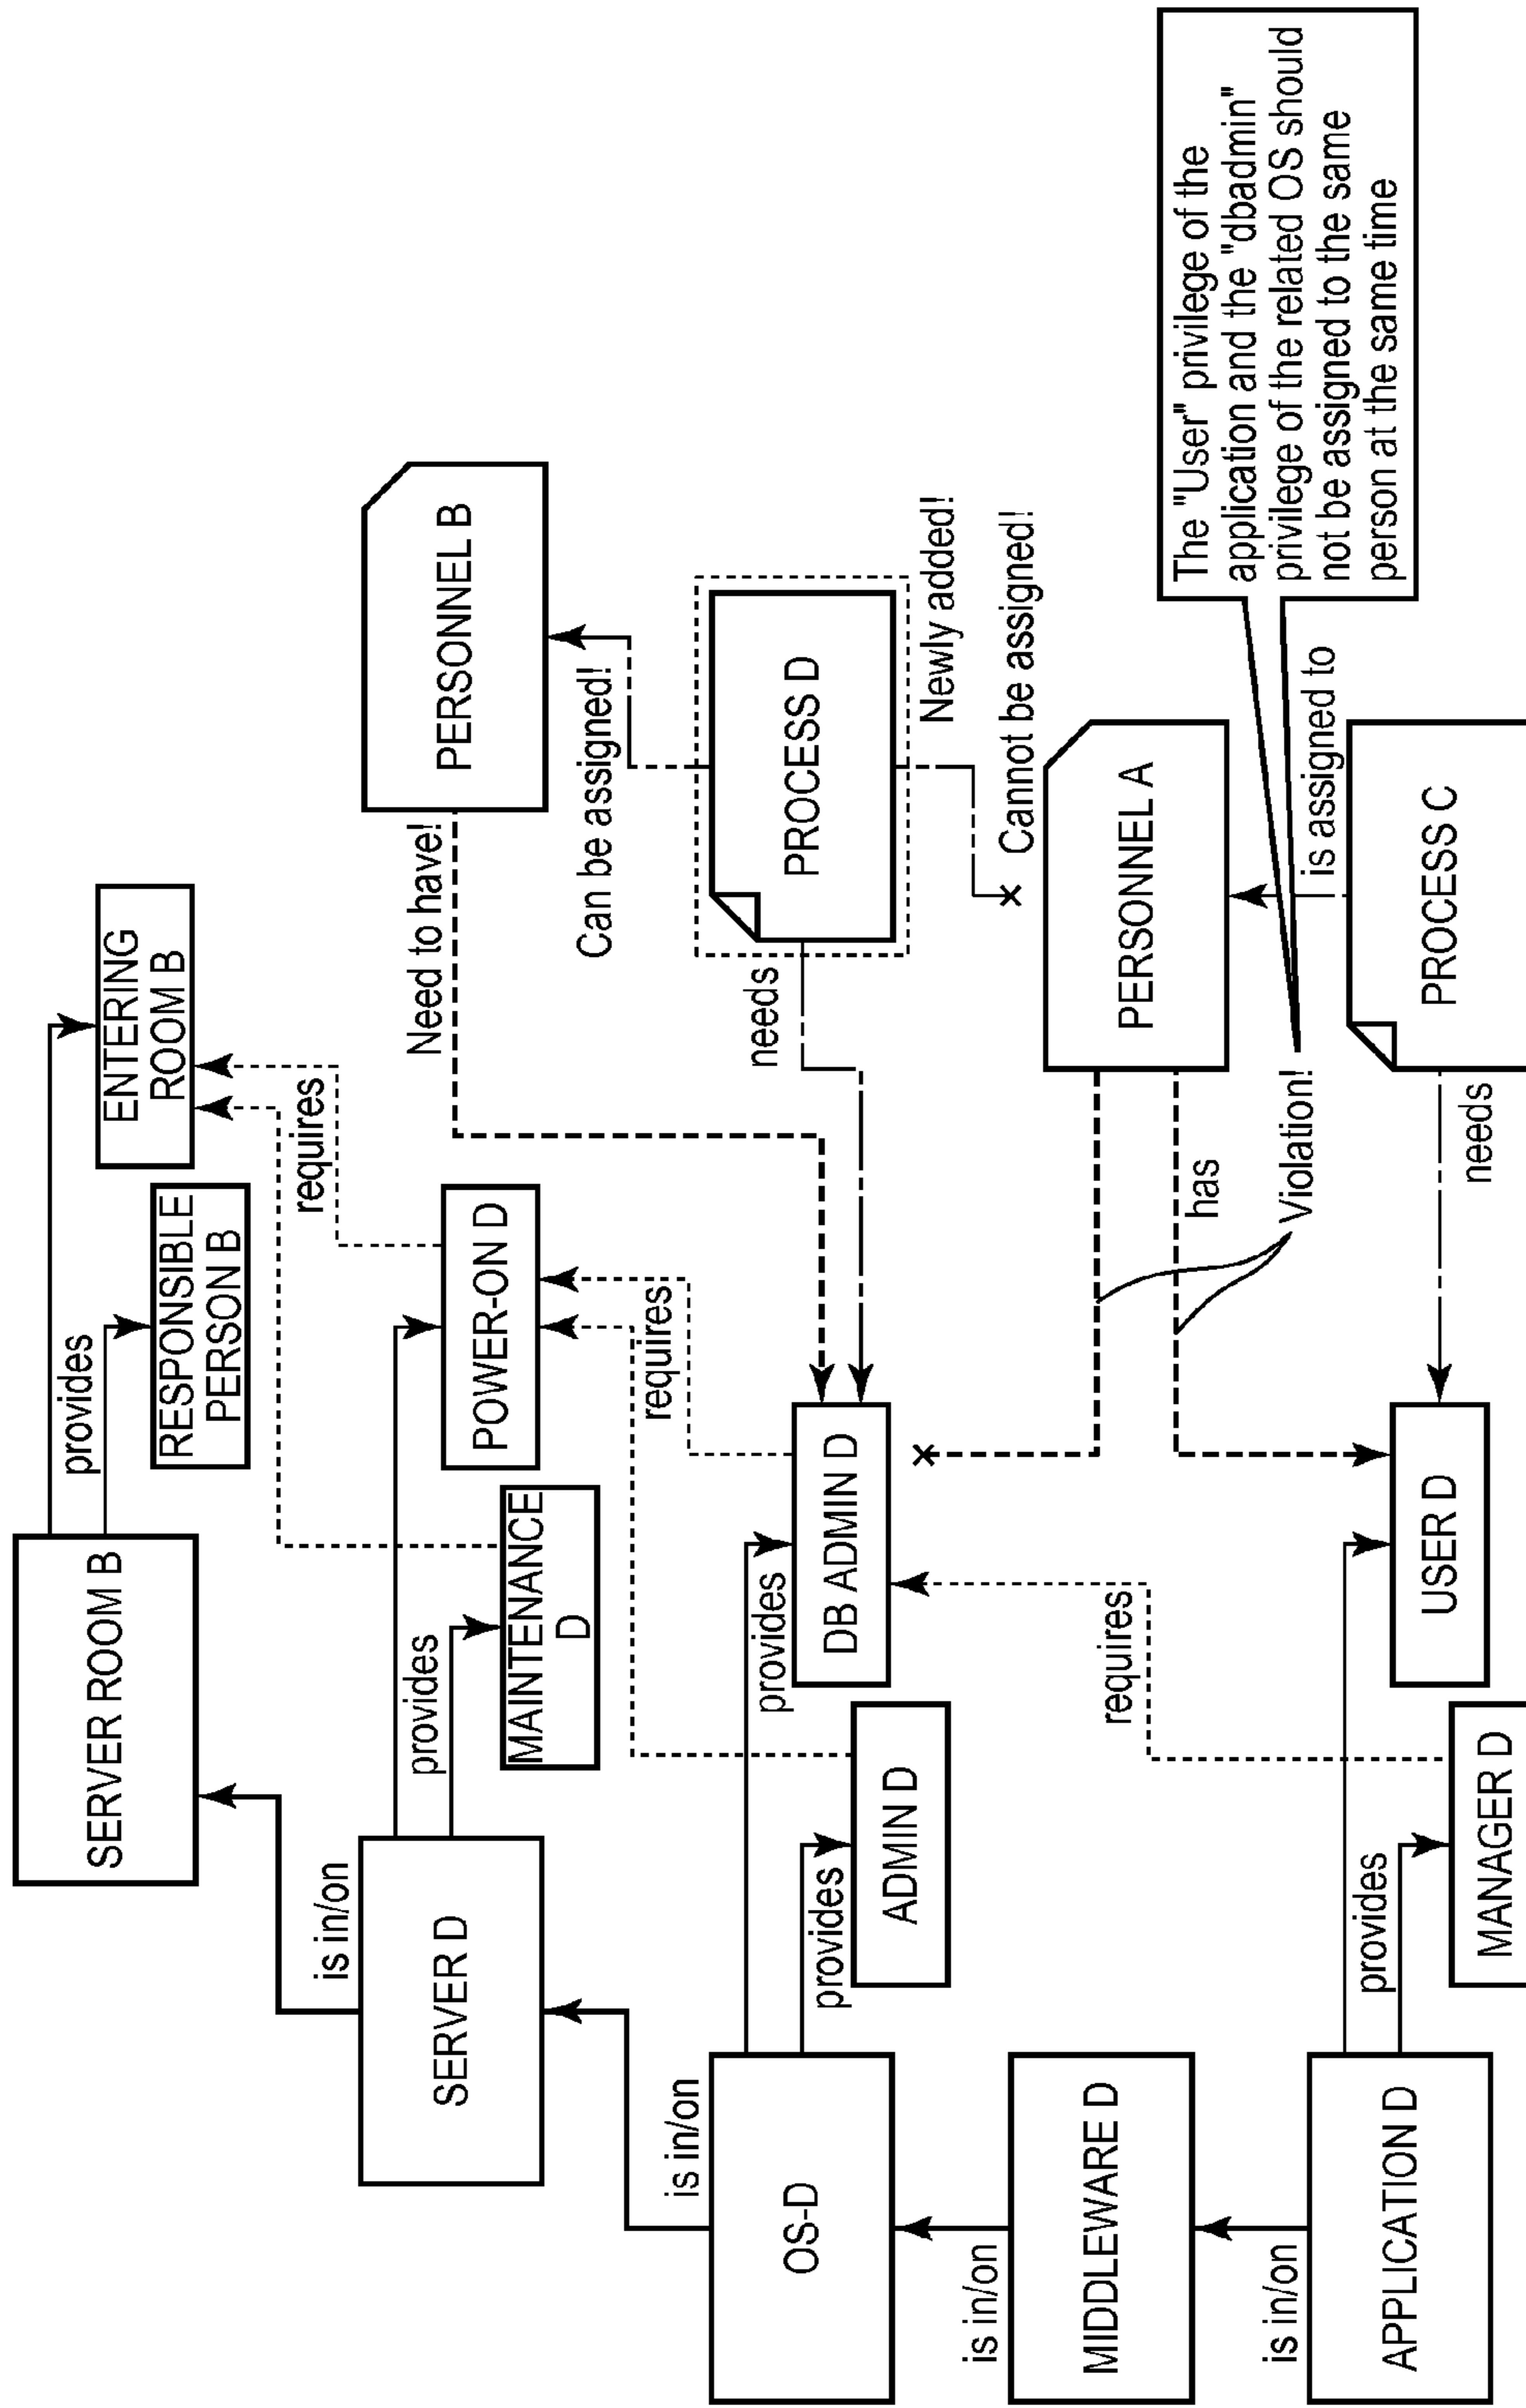 SERVER ROOM B
provides
RESPONSIBLE
PERSON B
ENTERING
ROOM B
is in/on
requires
SERVER D
provides
MAINTENANCE
D
POWER-ON D
Need to have!
PERSONNEL B
Can be assigned!
is in/on
requires
OS-D
provides
ADMIN D
provides
DB ADMIN D
needs
PROCESS D
Newly added!
Cannot be assigned!
is in/on
MIDDLEWARE D
requires
PERSONNEL A
has
Violation!
is assigned to
The "User" privilege of the
application and the "dbadmin"
privilege of the related OS should
not be assigned to the same
person at the same time
is in/on
APPLICATION D
provides
MANAGER D
USER D
needs
PROCESS C